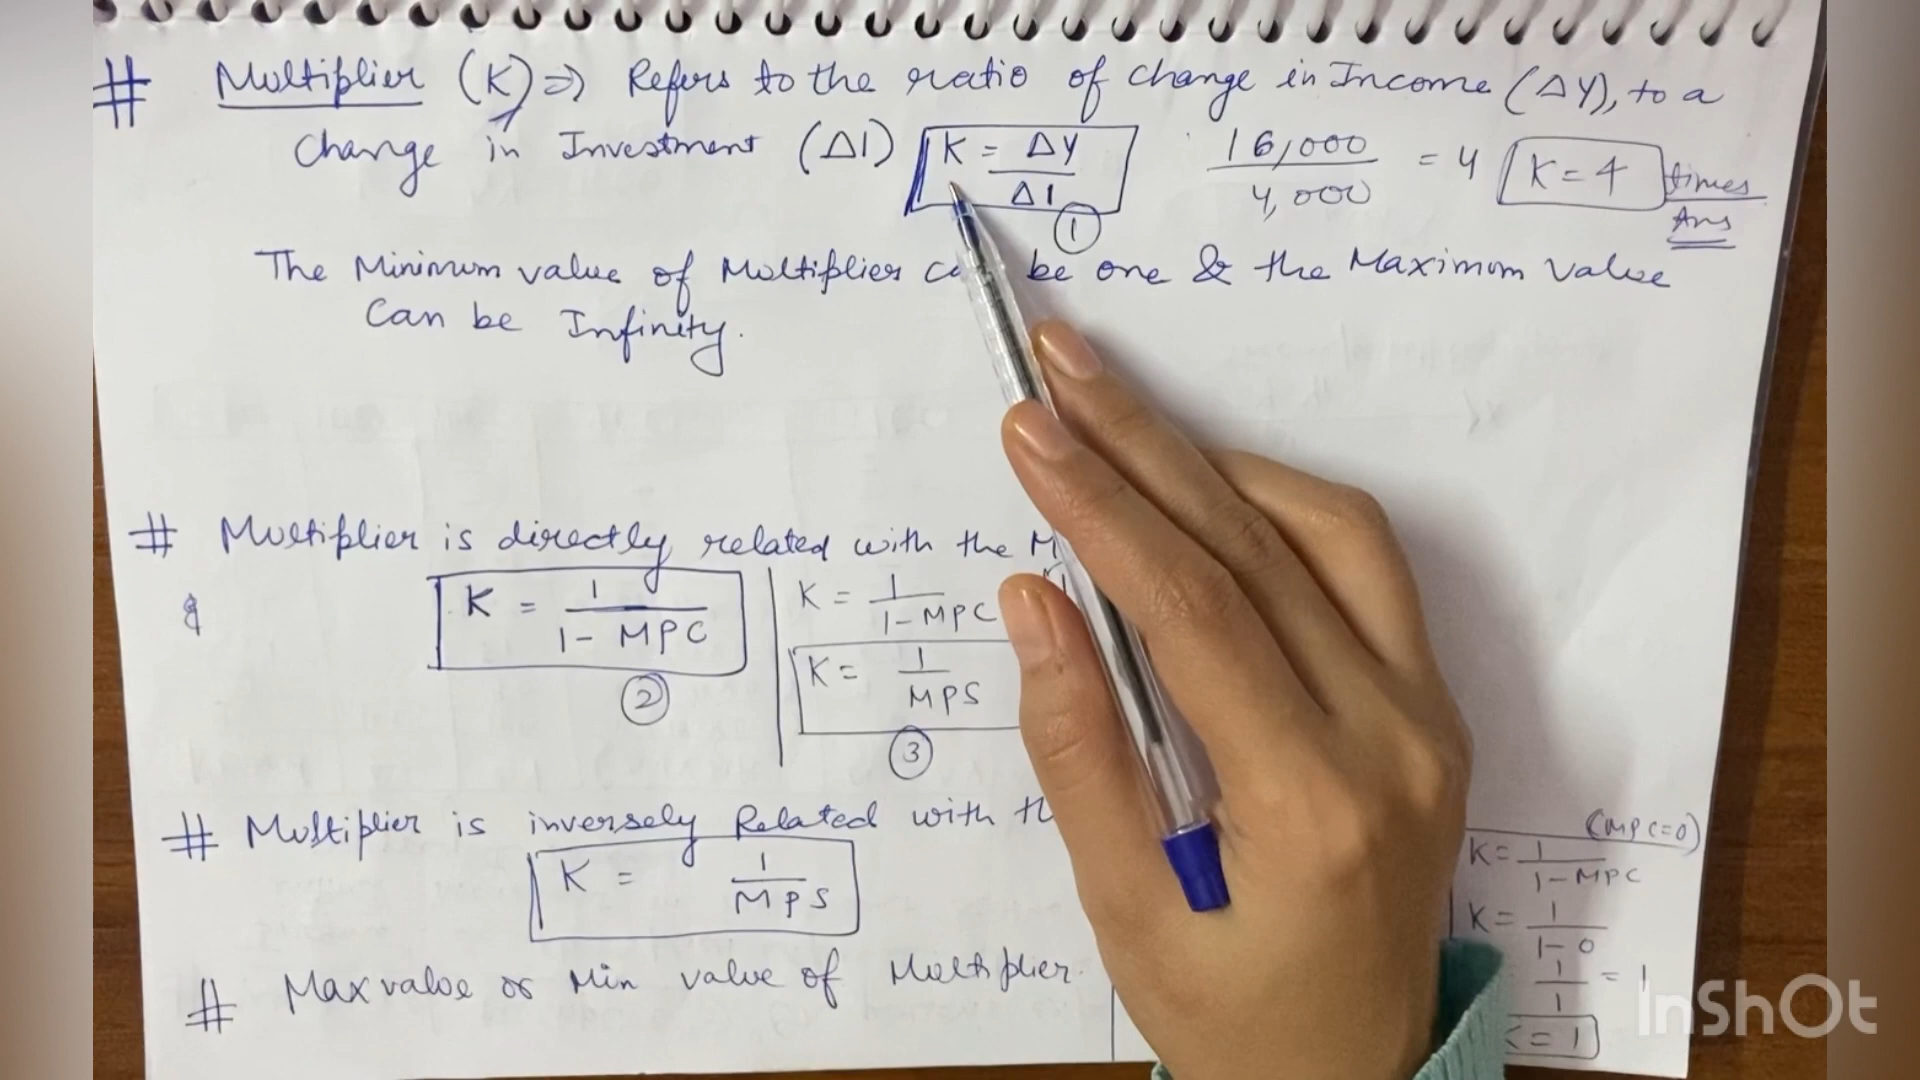 # Multiplier (K) ⇒ Refers to the ratio of change in Income (ΔY), to a
change in Investment (ΔI) K = ΔY / ΔI ① 16,000 / 4,000 = 4 K = 4 times Ans
The Minimum value of Multiplier be one & the Maximum value
Can be Infinity.
# Multiplier is directly related with the M
& K = 1 / 1 - MPC ② K = 1 / 1 - MPC
K = 1 / MPS ③
# Multiplier is inversely Related with
K = 1 / MPS
# Max value or Min value of Multiplier.
(MPC=0)
K = 1 / 1 - MPC
K = 1 / 1 - 0
1 / 1 = 1
K = 1
InShOt